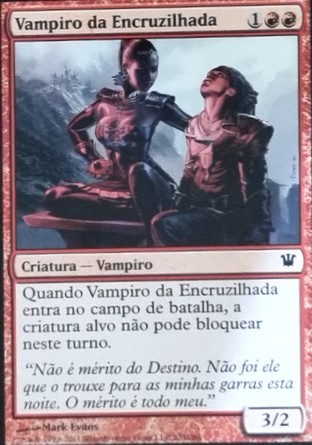 Vampiro da Encruzilhada 1
Criatura — Vampiro
Quando Vampiro da Encruzilhada
entra no campo de batalha, a
criatura alvo não pode bloquear
neste turno.
"Não é mérito do Destino. Não foi ele
que o trouxe para as minhas garras esta
noite. O mérito é todo meu."
Mark Evans
3/2